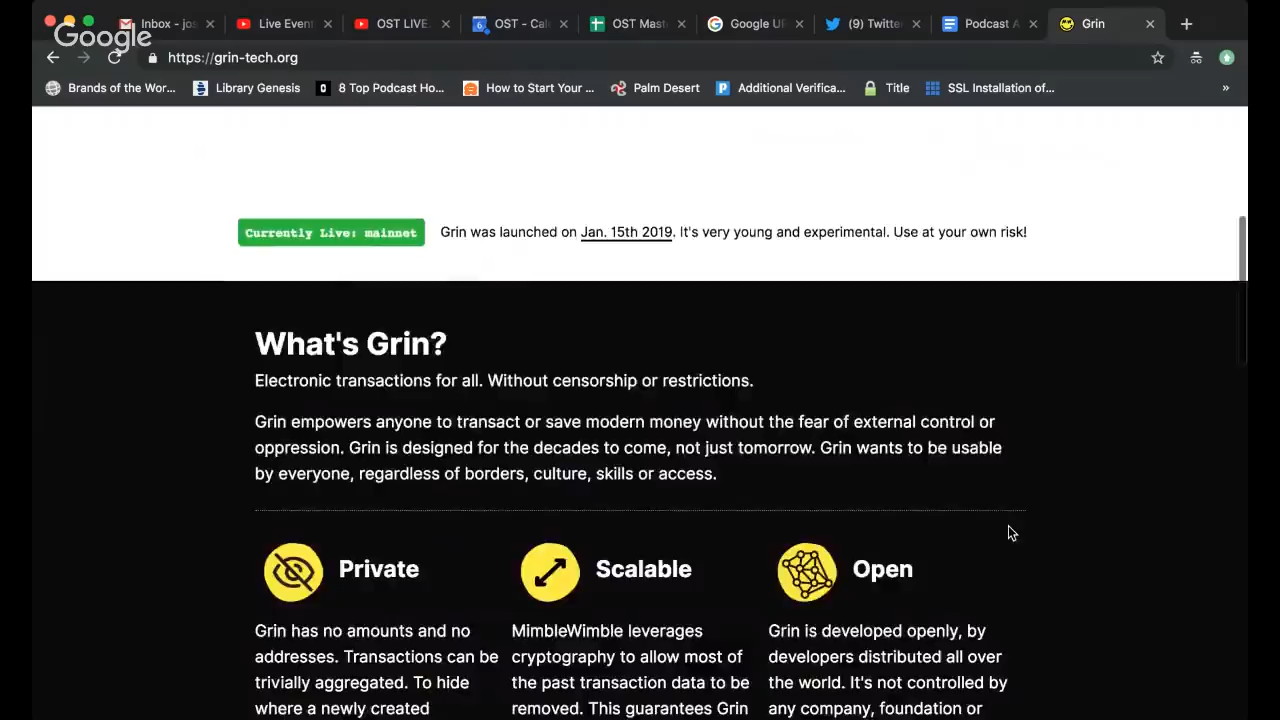 Inbox - jos
Live Even
OST LIVE
OST - Cal
OST Mast
Google UR
(9) Twitte
Podcast A
Grin
Google
https://grin-tech.org
Brands of the Wor...
Library Genesis
8 Top Podcast Ho...
How to Start Your ...
Palm Desert
Additional Verifica...
Title
SSL Installation of...
»
Currently Live: mainnet
Grin was launched on Jan. 15th 2019. It's very young and experimental. Use at your own risk!
What's Grin?
Electronic transactions for all. Without censorship or restrictions.
Grin empowers anyone to transact or save modern money without the fear of external control or
oppression. Grin is designed for the decades to come, not just tomorrow. Grin wants to be usable
by everyone, regardless of borders, culture, skills or access.
Private
Grin has no amounts and no
addresses. Transactions can be
trivially aggregated. To hide
where a newly created
Scalable
MimbleWimble leverages
cryptography to allow most of
the past transaction data to be
removed. This guarantees Grin
Open
Grin is developed openly, by
developers distributed all over
the world. It's not controlled by
any company, foundation or